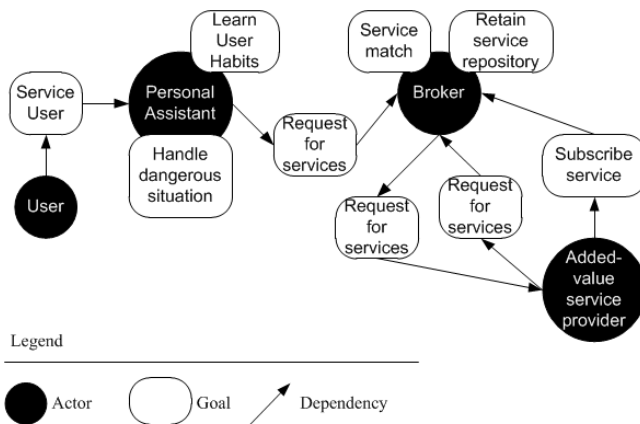 Learn
User
Habits
Service
match
Retain
service
repository
Service
User
Personal
Assistant
Broker
Request
for
services
Handle
dangerous
situation
Subscribe
service
User
Request
for
services
Request
for
services
Added-
value
service
provider
Legend
Actor
Goal
Dependency